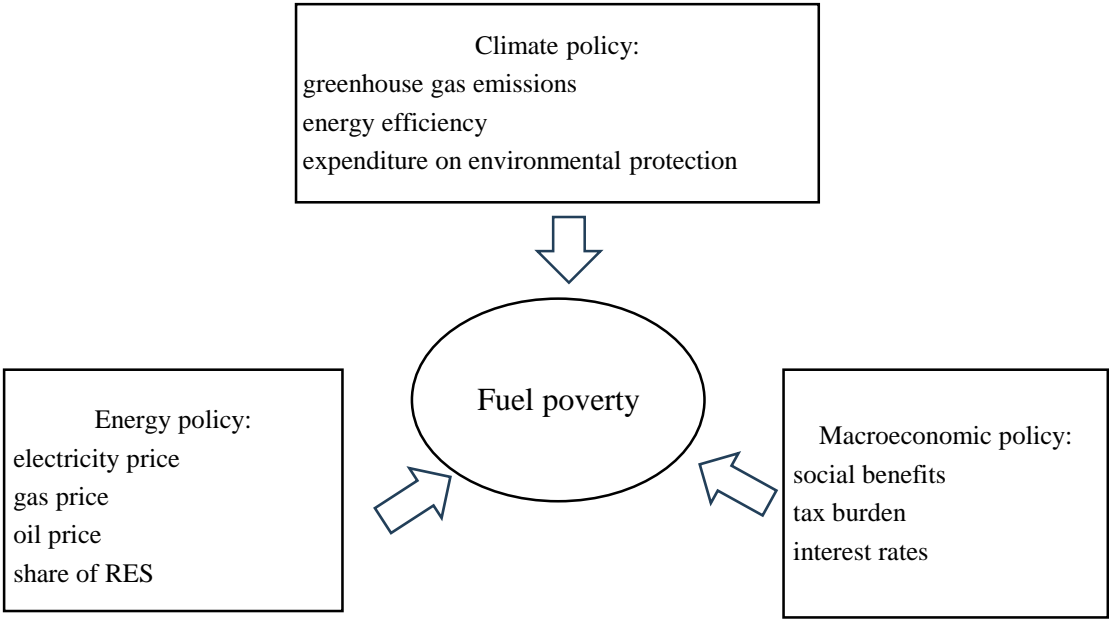 Climate policy:
greenhouse gas emissions
energy efficiency
expenditure on environmental protection
Fuel poverty
Energy policy:
electricity price
gas price
oil price
share of RES
Macroeconomic policy:
social benefits
tax burden
interest rates